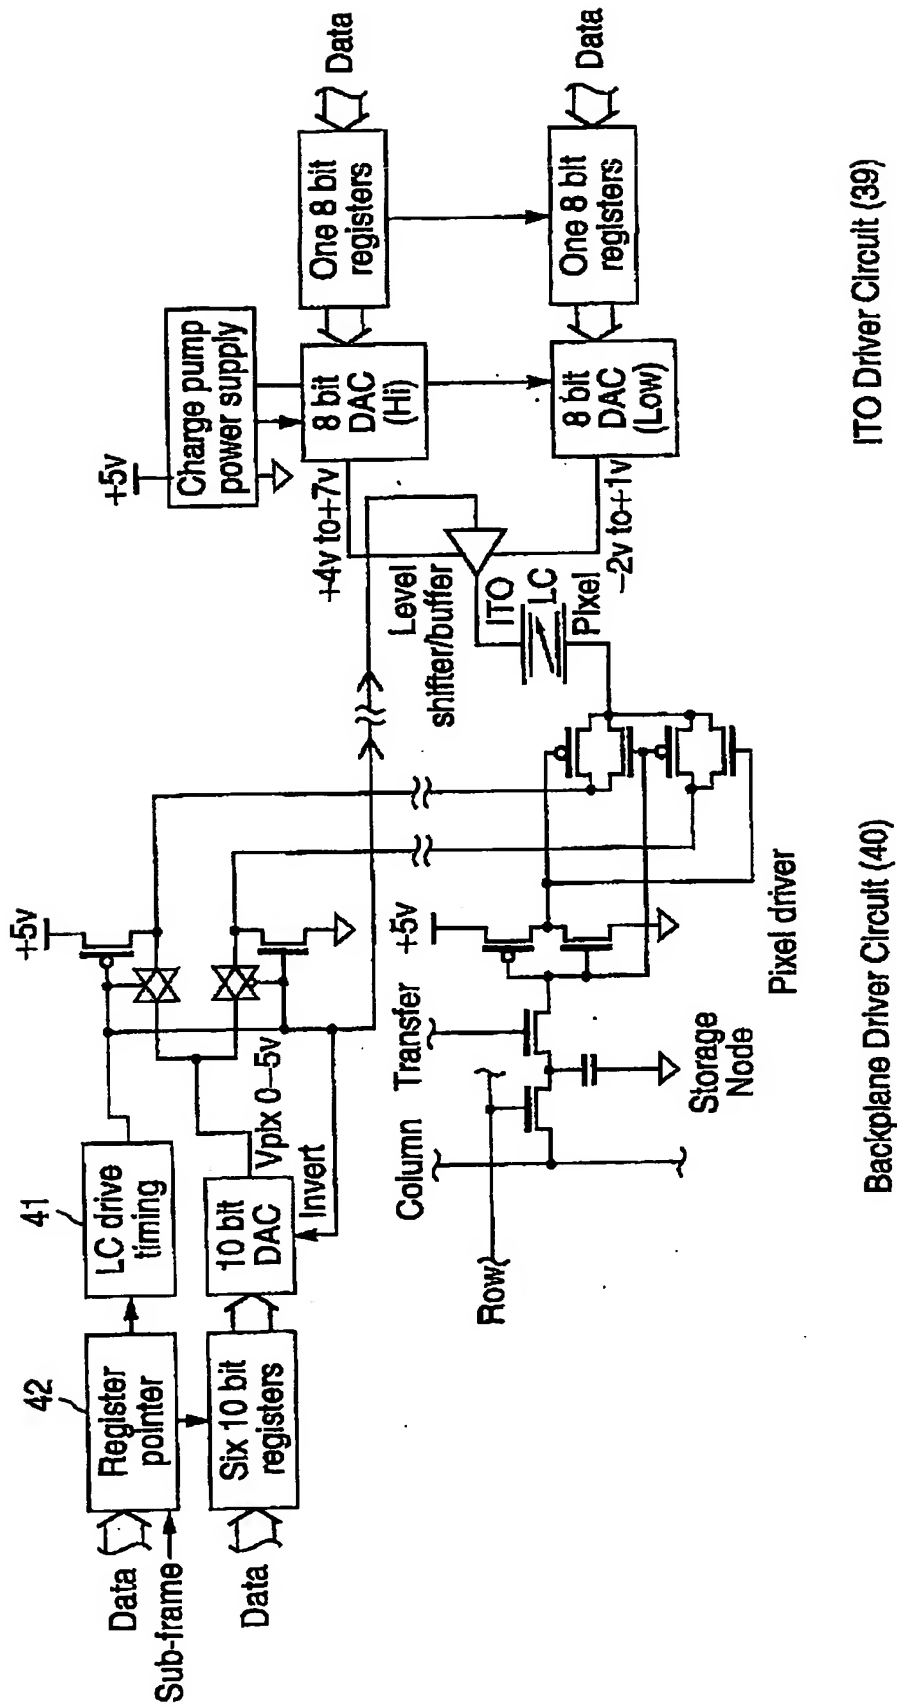 42
41
Data
Sub-frame
Register
pointer
LC drive
timing
+5v
Data
Six 10 bit
registers
10 bit
DAC
Vpix 0–5v
Invert
Row
Column
Transfer
+5v
Storage
Node
Pixel driver
+5v
Charge pump
power supply
+4v to+7v
8 bit
DAC
(Hi)
One 8 bit
registers
Data
Level
shifter/buffer
ITO
LC
Pixel
–2v to+1v
8 bit
DAC
(Low)
One 8 bit
registers
Data
Backplane Driver Circuit (40)
ITO Driver Circuit (39)